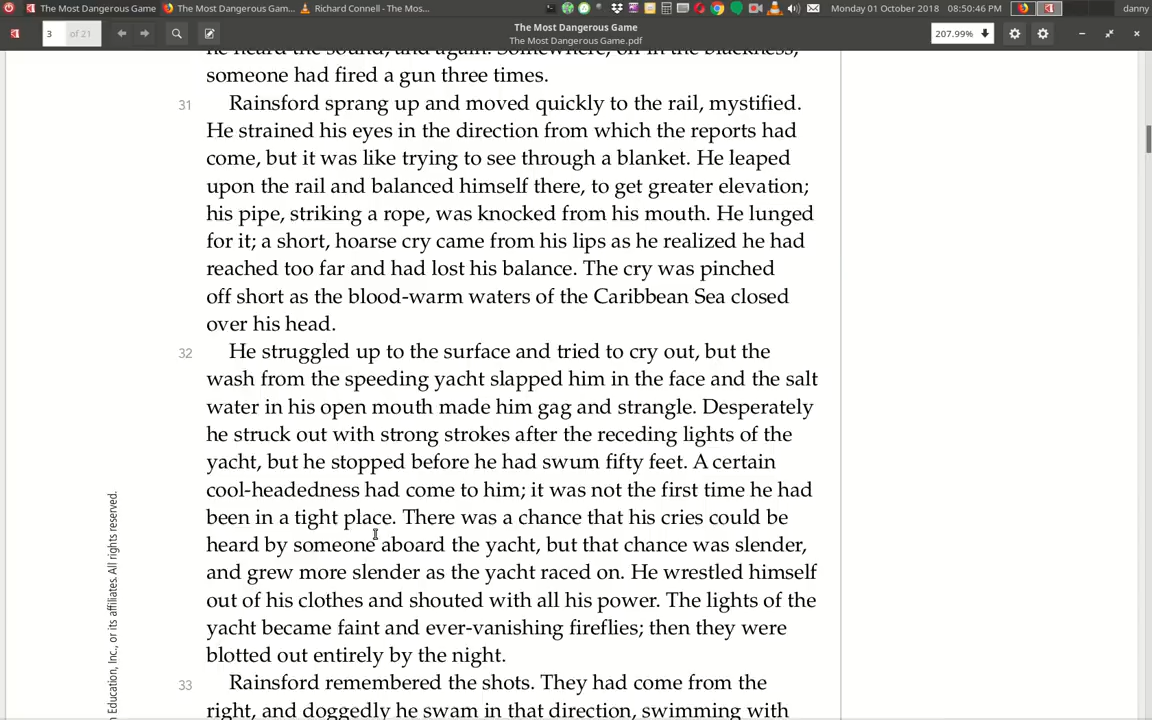 The Most Dangerous Game
The Most Dangerous Gam...
Richard Connell - The Mos...
Monday 01 October 2018
08:50:46 PM
danny
3 of 21
The Most Dangerous Game
The Most Dangerous Game.pdf
207.99%
he heard the sound, and again. Somewhere, off in the blackness,
someone had fired a gun three times.
31 Rainsford sprang up and moved quickly to the rail, mystified.
He strained his eyes in the direction from which the reports had
come, but it was like trying to see through a blanket. He leaped
upon the rail and balanced himself there, to get greater elevation;
his pipe, striking a rope, was knocked from his mouth. He lunged
for it; a short, hoarse cry came from his lips as he realized he had
reached too far and had lost his balance. The cry was pinched
off short as the blood-warm waters of the Caribbean Sea closed
over his head.
32 He struggled up to the surface and tried to cry out, but the
wash from the speeding yacht slapped him in the face and the salt
water in his open mouth made him gag and strangle. Desperately
he struck out with strong strokes after the receding lights of the
yacht, but he stopped before he had swum fifty feet. A certain
cool-headedness had come to him; it was not the first time he had
been in a tight place. There was a chance that his cries could be
heard by someone aboard the yacht, but that chance was slender,
and grew more slender as the yacht raced on. He wrestled himself
out of his clothes and shouted with all his power. The lights of the
yacht became faint and ever-vanishing fireflies; then they were
blotted out entirely by the night.
33 Rainsford remembered the shots. They had come from the
right, and doggedly he swam in that direction, swimming with
Education, Inc., or its affiliates. All rights reserved.